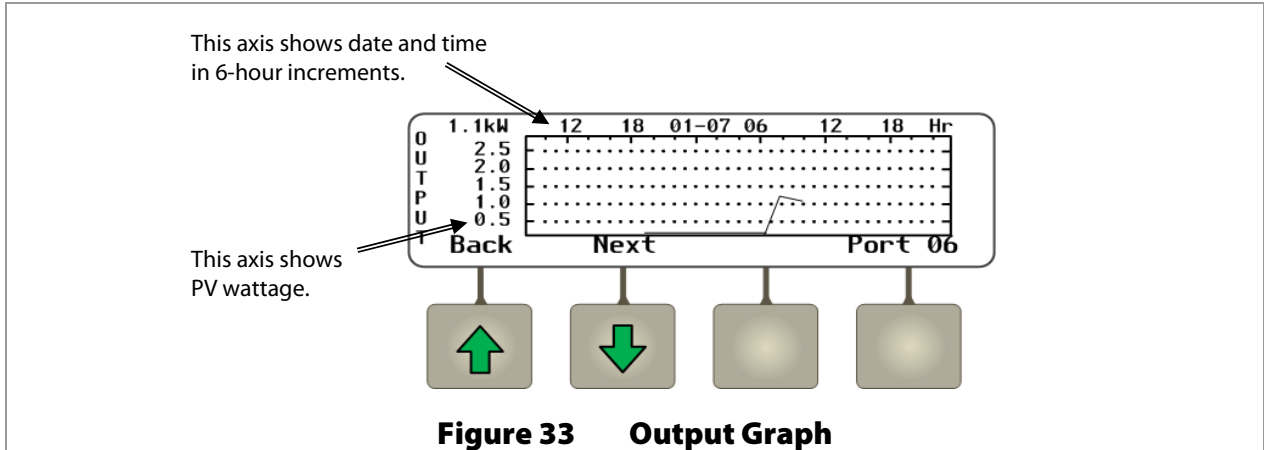 This axis shows date and time
in 6-hour increments.
1.1kW 12 18 01-07 06 12 18 Hr
OUTPUT
2.5
2.0
1.5
1.0
0.5
This axis shows
PV wattage.
Back Next Port 06
Figure 33 Output Graph